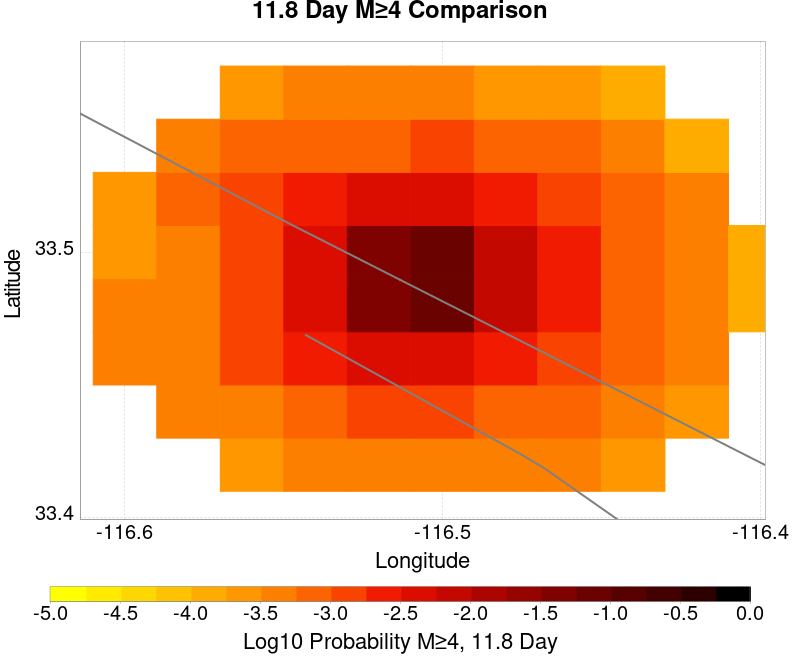 11.8 Day M≥4 Comparison
Latitude
33.5
33.4
-116.6 -116.5 -116.4
Longitude
-5.0 -4.5 -4.0 -3.5 -3.0 -2.5 -2.0 -1.5 -1.0 -0.5 0.0
Log10 Probability M≥4, 11.8 Day